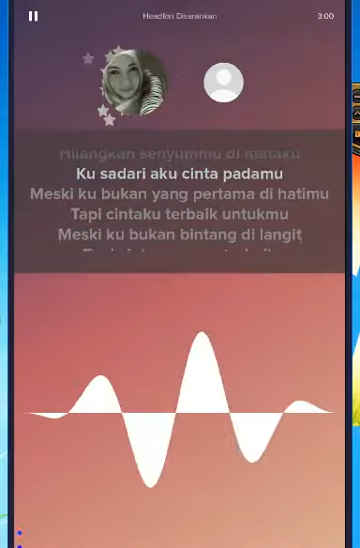 Headfon Disarankan
3:00
Hilangkan senyummu di mataku
Ku sadari aku cinta padamu
Meski ku bukan yang pertama di hatimu
Tapi cintaku terbaik untukmu
Meski ku bukan bintang di langit